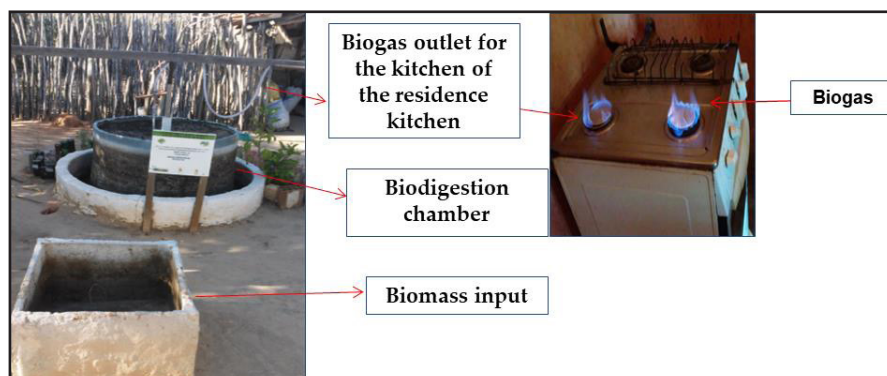 Biogas outlet for
the kitchen of
the residence
kitchen
Biogas
Biodigestion
chamber
Biomass input